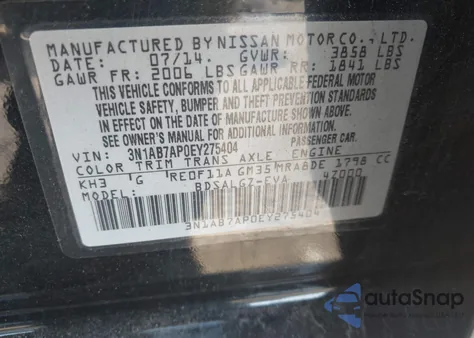 MANUFACTURED BY NISSAN MOTOR CO., LTD.
DATE: 07/14 GVWR: 3858 LBS
GAWR FR: 2006 LBS GAWR RR: 1841 LBS
THIS VEHICLE CONFORMS TO ALL APPLICABLE FEDERAL MOTOR
VEHICLE SAFETY, BUMPER AND THEFT PREVENTION STANDARDS
IN EFFECT ON THE DATE OF MANUFACTURE SHOWN ABOVE.
SEE OWNER'S MANUAL FOR ADDITIONAL INFORMATION
VIN: 3N1AB7AP0EY275404 PASSENGER CAR
COLOR TRIM TRANS AXLE ENGINE
KH3 G RE0F11A GM35 MRA8DE 1798 CC
MODEL: BDSALGZ-EVA 4Z000
3N1AB7AP0EY275404
autoSnap